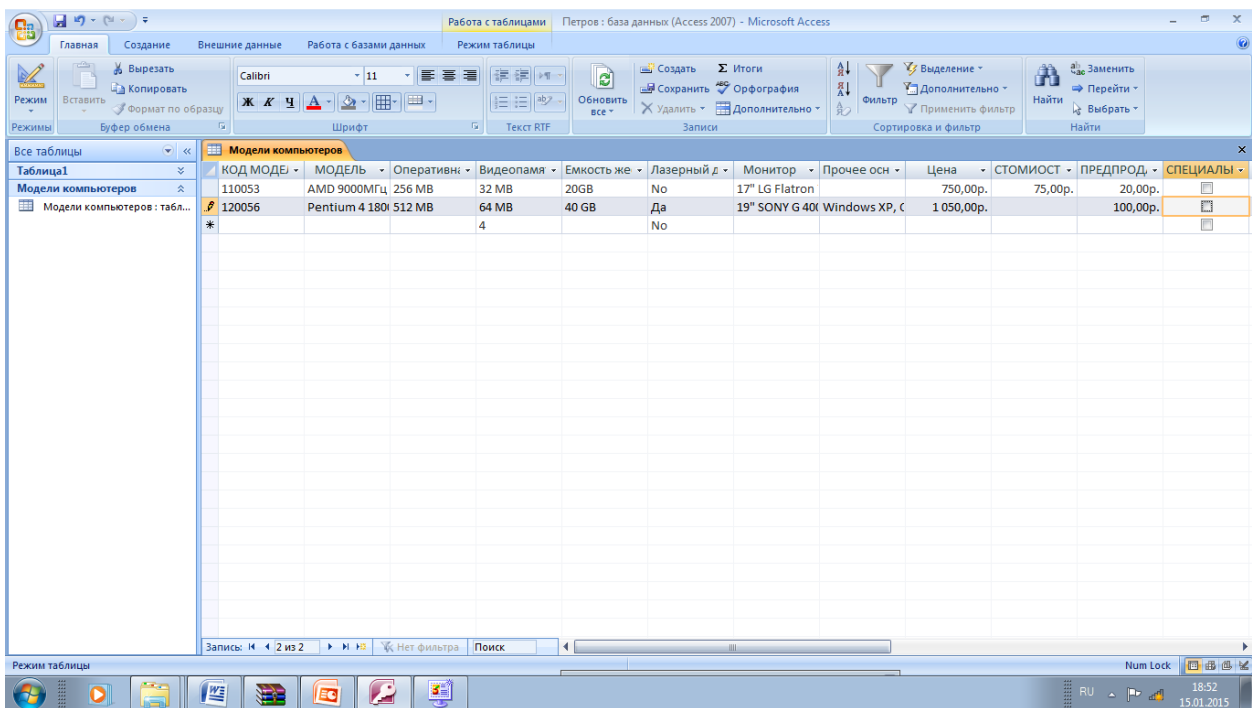 Работа с таблицами Петров : база данных (Access 2007) - Microsoft Access
Главная Создание Внешние данные Работа с базами данных Режим таблицы
Режим
Режимы
Вставить
Вырезать
Копировать
Формат по образцу
Буфер обмена
Calibri 11
Ж К Ч А
Шрифт
ab
Текст RTF
Обновить все
Создать Итоги
Сохранить Орфография
Удалить Дополнительно
Записи
Фильтр
Выделение
Дополнительно
Применить фильтр
Сортировка и фильтр
Найти
Заменить
Перейти
Выбрать
Найти
Все таблицы
Таблица1
Модели компьютеров
Модели компьютеров : табл...
Модели компьютеров
КОД МОДЕЛ МОДЕЛЬ Оперативна Видеопамя Емкость же Лазерный д Монитор Прочее осн Цена СТОМИОСТ ПРЕДПРОД СПЕЦИАЛЫ
110053 AMD 9000МГц 256 MB 32 MB 20GB No 17" LG Flatron 750,00р. 75,00р. 20,00р.
120056 Pentium 4 180 512 MB 64 MB 40 GB Да 19" SONY G 40 Windows XP, 1 050,00р. 100,00р.
4 No
Запись: 2 из 2 Нет фильтра Поиск
Режим таблицы Num Lock
RU 18:52
15.01.2015